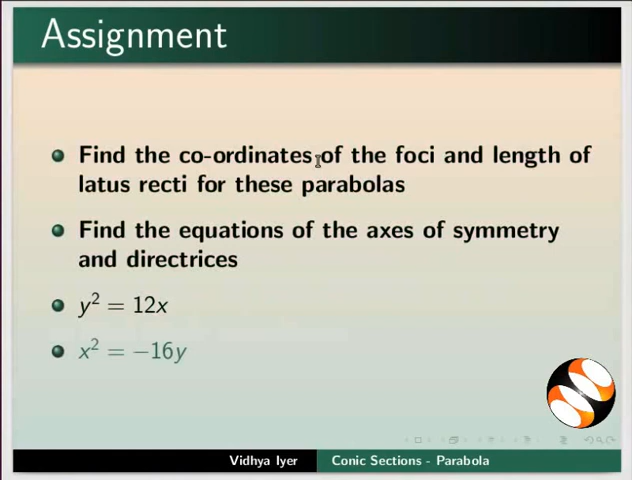 Assignment
Find the co-ordinates of the foci and length of
latus recti for these parabolas
Find the equations of the axes of symmetry
and directrices
y² = 12x
x² = −16y
Vidhya Iyer Conic Sections - Parabola